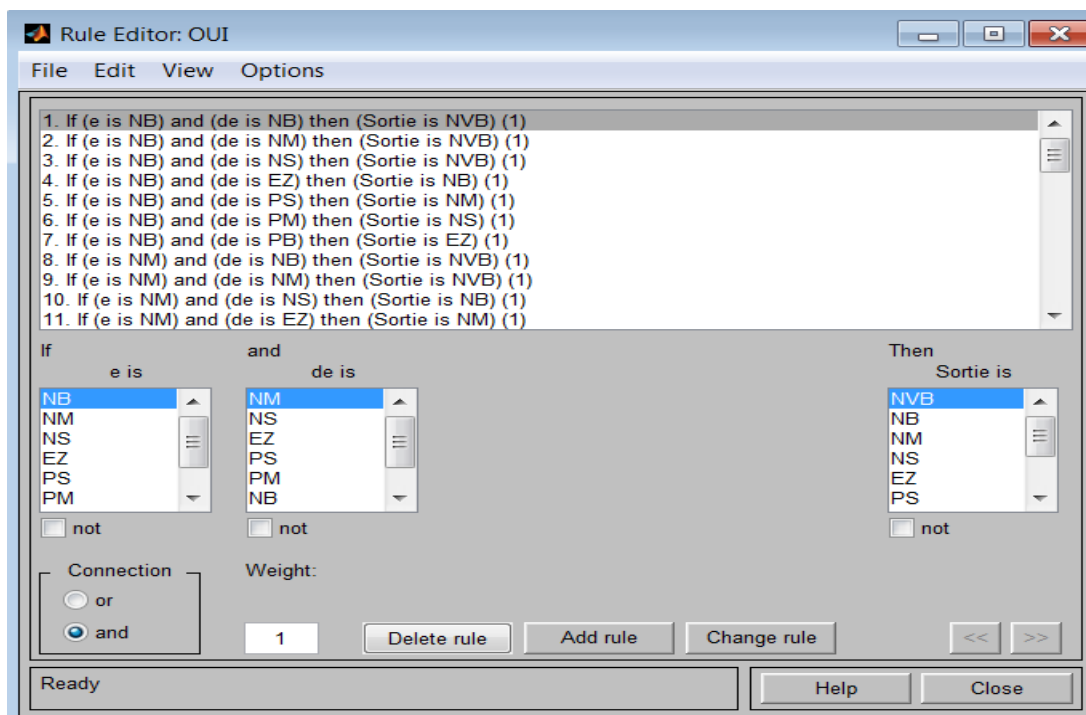 Rule Editor: OUI
File Edit View Options
1. If (e is NB) and (de is NB) then (Sortie is NVB) (1)
2. If (e is NB) and (de is NM) then (Sortie is NVB) (1)
3. If (e is NB) and (de is NS) then (Sortie is NVB) (1)
4. If (e is NB) and (de is EZ) then (Sortie is NB) (1)
5. If (e is NB) and (de is PS) then (Sortie is NM) (1)
6. If (e is NB) and (de is PM) then (Sortie is NS) (1)
7. If (e is NB) and (de is PB) then (Sortie is EZ) (1)
8. If (e is NM) and (de is NB) then (Sortie is NVB) (1)
9. If (e is NM) and (de is NM) then (Sortie is NVB) (1)
10. If (e is NM) and (de is NS) then (Sortie is NB) (1)
11. If (e is NM) and (de is EZ) then (Sortie is NM) (1)
If and Then
e is de is Sortie is
NB NM NVB
NM NS NB
NS EZ NM
EZ PS NS
PS PM EZ
PM NB PS
not not not
Connection Weight:
or
and 1 Delete rule Add rule Change rule << >>
Ready Help Close